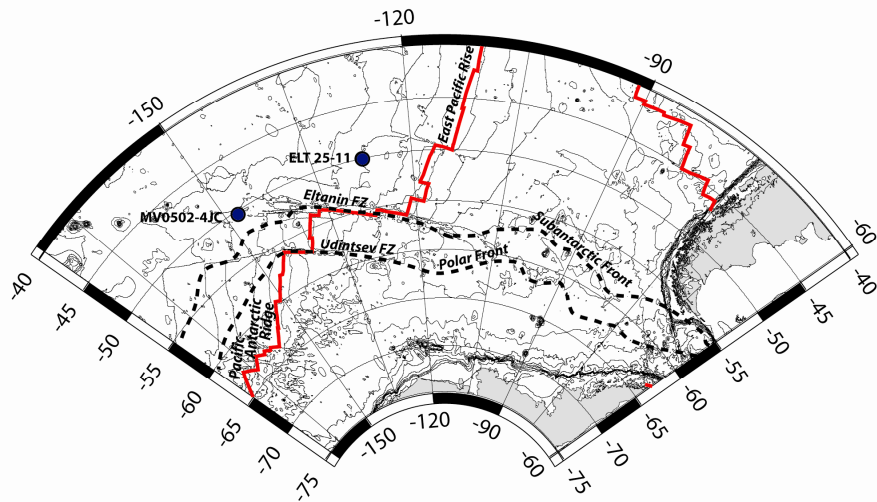 -120
-90
-150
East Pacific Rise
ELT 25-11
MV0502-4JC
Eltanin FZ
Subantarctic Front
Udintsev FZ
Polar Front
Pacific-
Antarctic
Ridge
-60
-40
-40
-45
-45
-50
-50
-55
-55
-60
-60
-65
-65
-70
-70
-75
-75
-150
-120
-90
-60